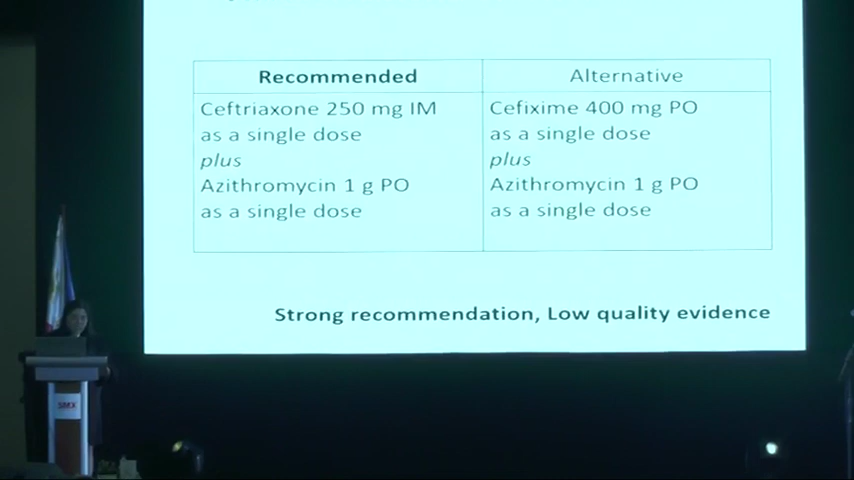 Recommended
Alternative
Ceftriaxone 250 mg IM
as a single dose
plus
Azithromycin 1 g PO
as a single dose
Cefixime 400 mg PO
as a single dose
plus
Azithromycin 1 g PO
as a single dose
Strong recommendation, Low quality evidence
SMX